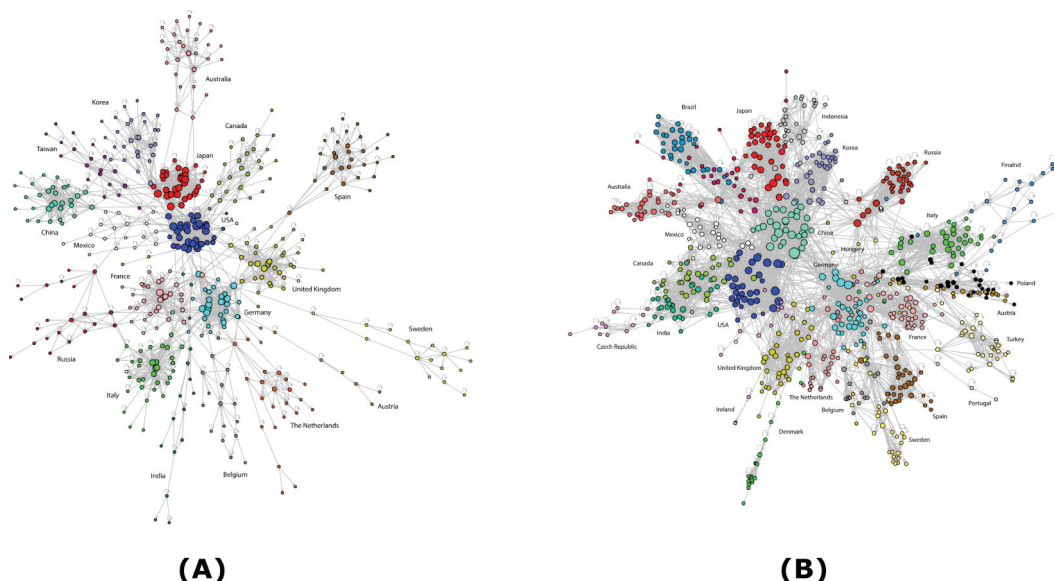 Australia
Korea
Canada
Taiwan
Japan
Spain
USA
China
Mexico
France
United Kingdom
Germany
Sweden
Russia
Italy
Austria
The Netherlands
India
Belgium
(A)
Brazil
Japan
Indonesia
Korea
Russia
Finalnd
Australia
Italy
Mexico
China
Hungary
Canada
Germany
Poland
Austria
USA
India
France
Turkey
Czech Republic
United Kingdom
The Netherlands
Belgium
Portugal
Ireland
Spain
Denmark
Sweden
(B)